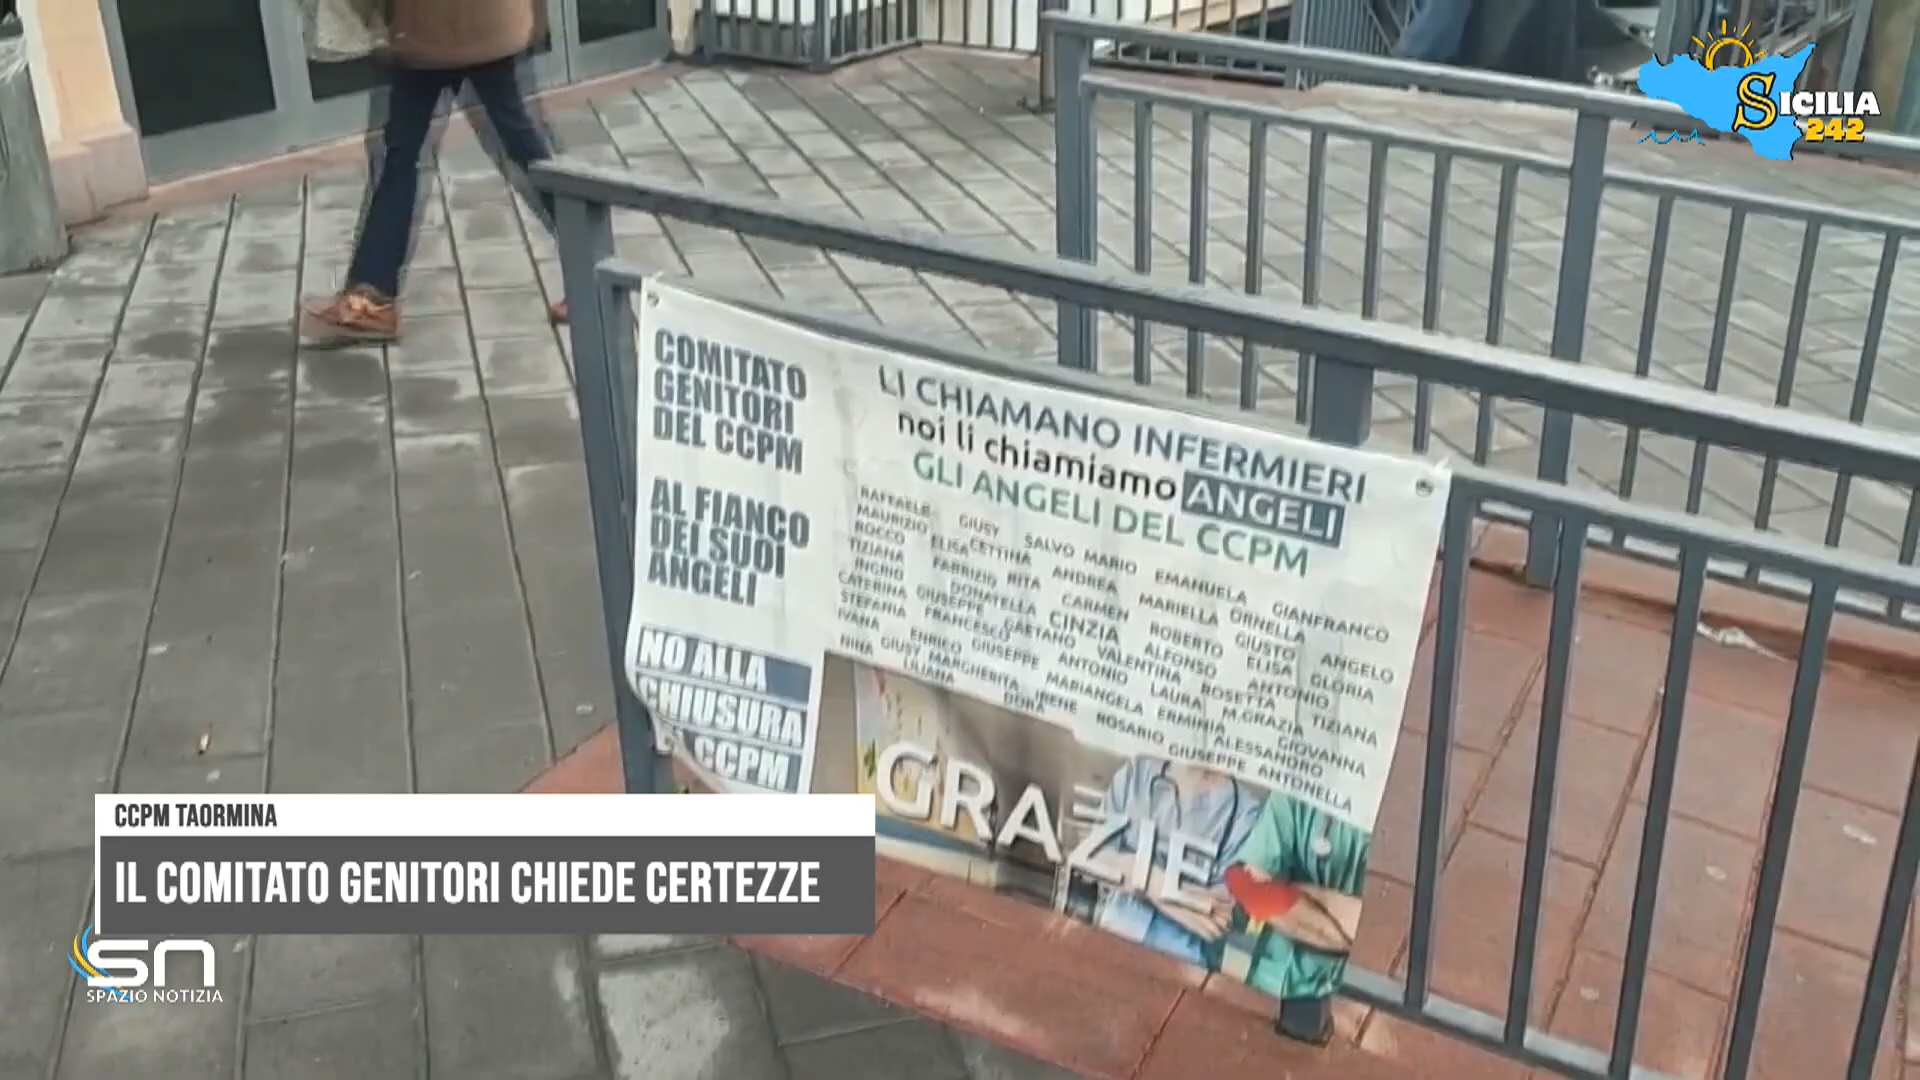 SICILIA
242
COMITATO
GENITORI
DEL CCPM
AL FIANCO
DEI SUOI
ANGELI
NO ALLA
CHIUSURA
CCPM
LI CHIAMANO INFERMIERI
noi li chiamiamo ANGELI
GLI ANGELI DEL CCPM
RAFFAELE GIUSY SALVO MARIO EMANUELA GIANFRANCO
MAURIZIO ELISA CETTINA ANDREA MARIELLA ORNELLA
ROCCO FABRIZIO RITA CARMEN ROBERTO GIUSTO ANGELO
TIZIANA DONATELLA CINZIA ALFONSO ELISA GLORIA
INGRID GIUSEPPE GAETANO VALENTINA ROSETTA ANTONIO
CATERINA FRANCESCO ANTONIO LAURA M.GRAZIA TIZIANA
STEFANIA ENRICO GIUSEPPE MARIANGELA ERMINIA GIOVANNA
IVANA GIUSY MARGHERITA IRENE ROSARIO ALESSANDRO
NINA LILIANA DORA GIUSEPPE ANTONELLA
GRAZIE
CCPM TAORMINA
IL COMITATO GENITORI CHIEDE CERTEZZE
SN
SPAZIO NOTIZIA